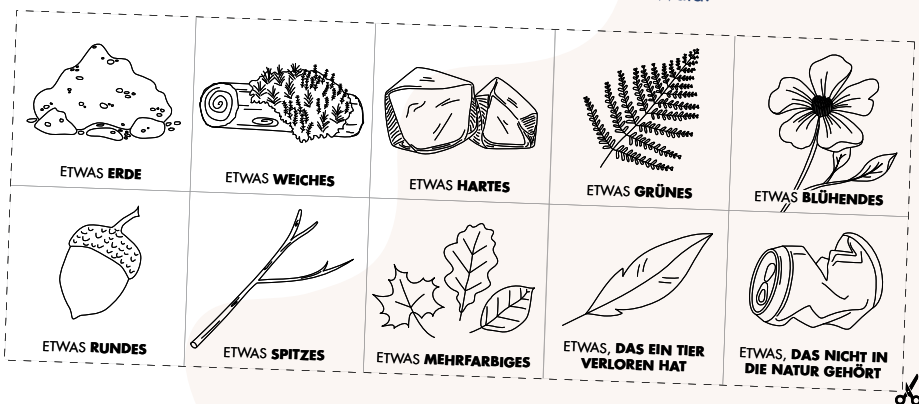 ETWAS ERDE
ETWAS WEICHES
ETWAS HARTES
ETWAS GRÜNES
ETWAS BLÜHENDES
ETWAS RUNDES
ETWAS SPITZES
ETWAS MEHRFARBIGES
ETWAS, DAS EIN TIER
VERLOREN HAT
ETWAS, DAS NICHT IN
DIE NATUR GEHÖRT